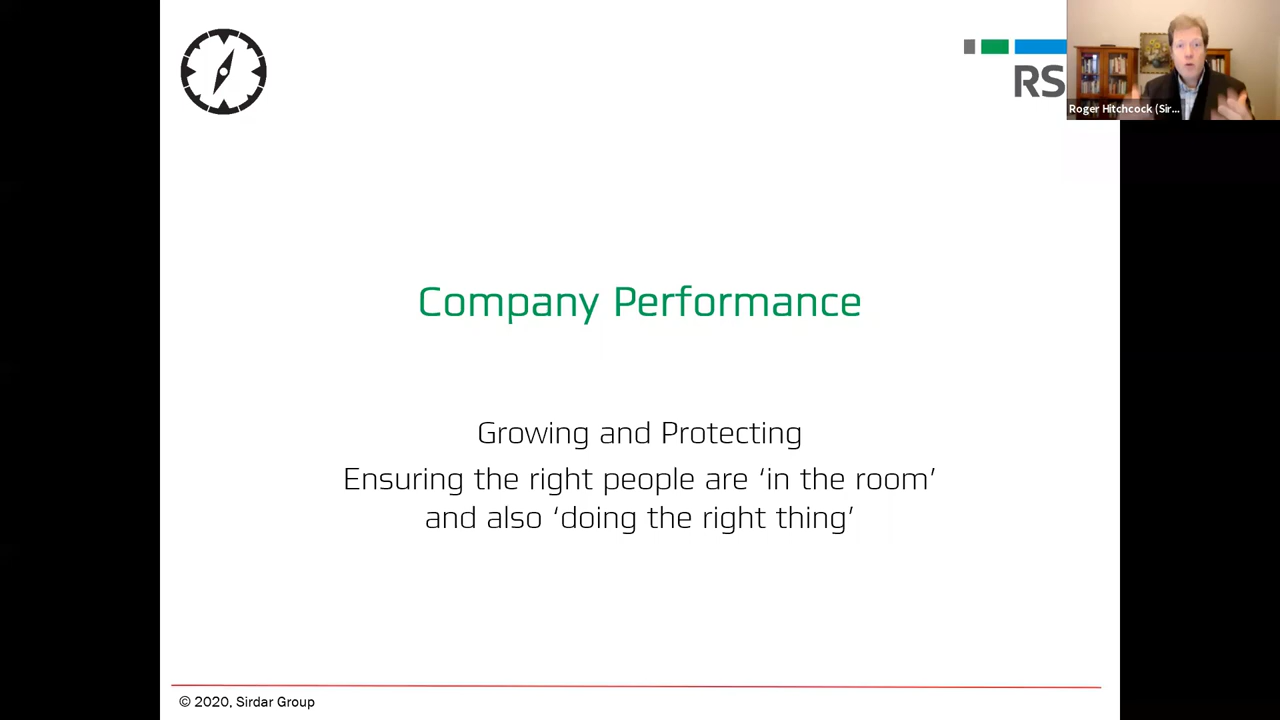 RS
Roger Hitchcock (Sir...
Company Performance
Growing and Protecting
Ensuring the right people are ‘in the room’
and also ‘doing the right thing’
© 2020, Sirdar Group